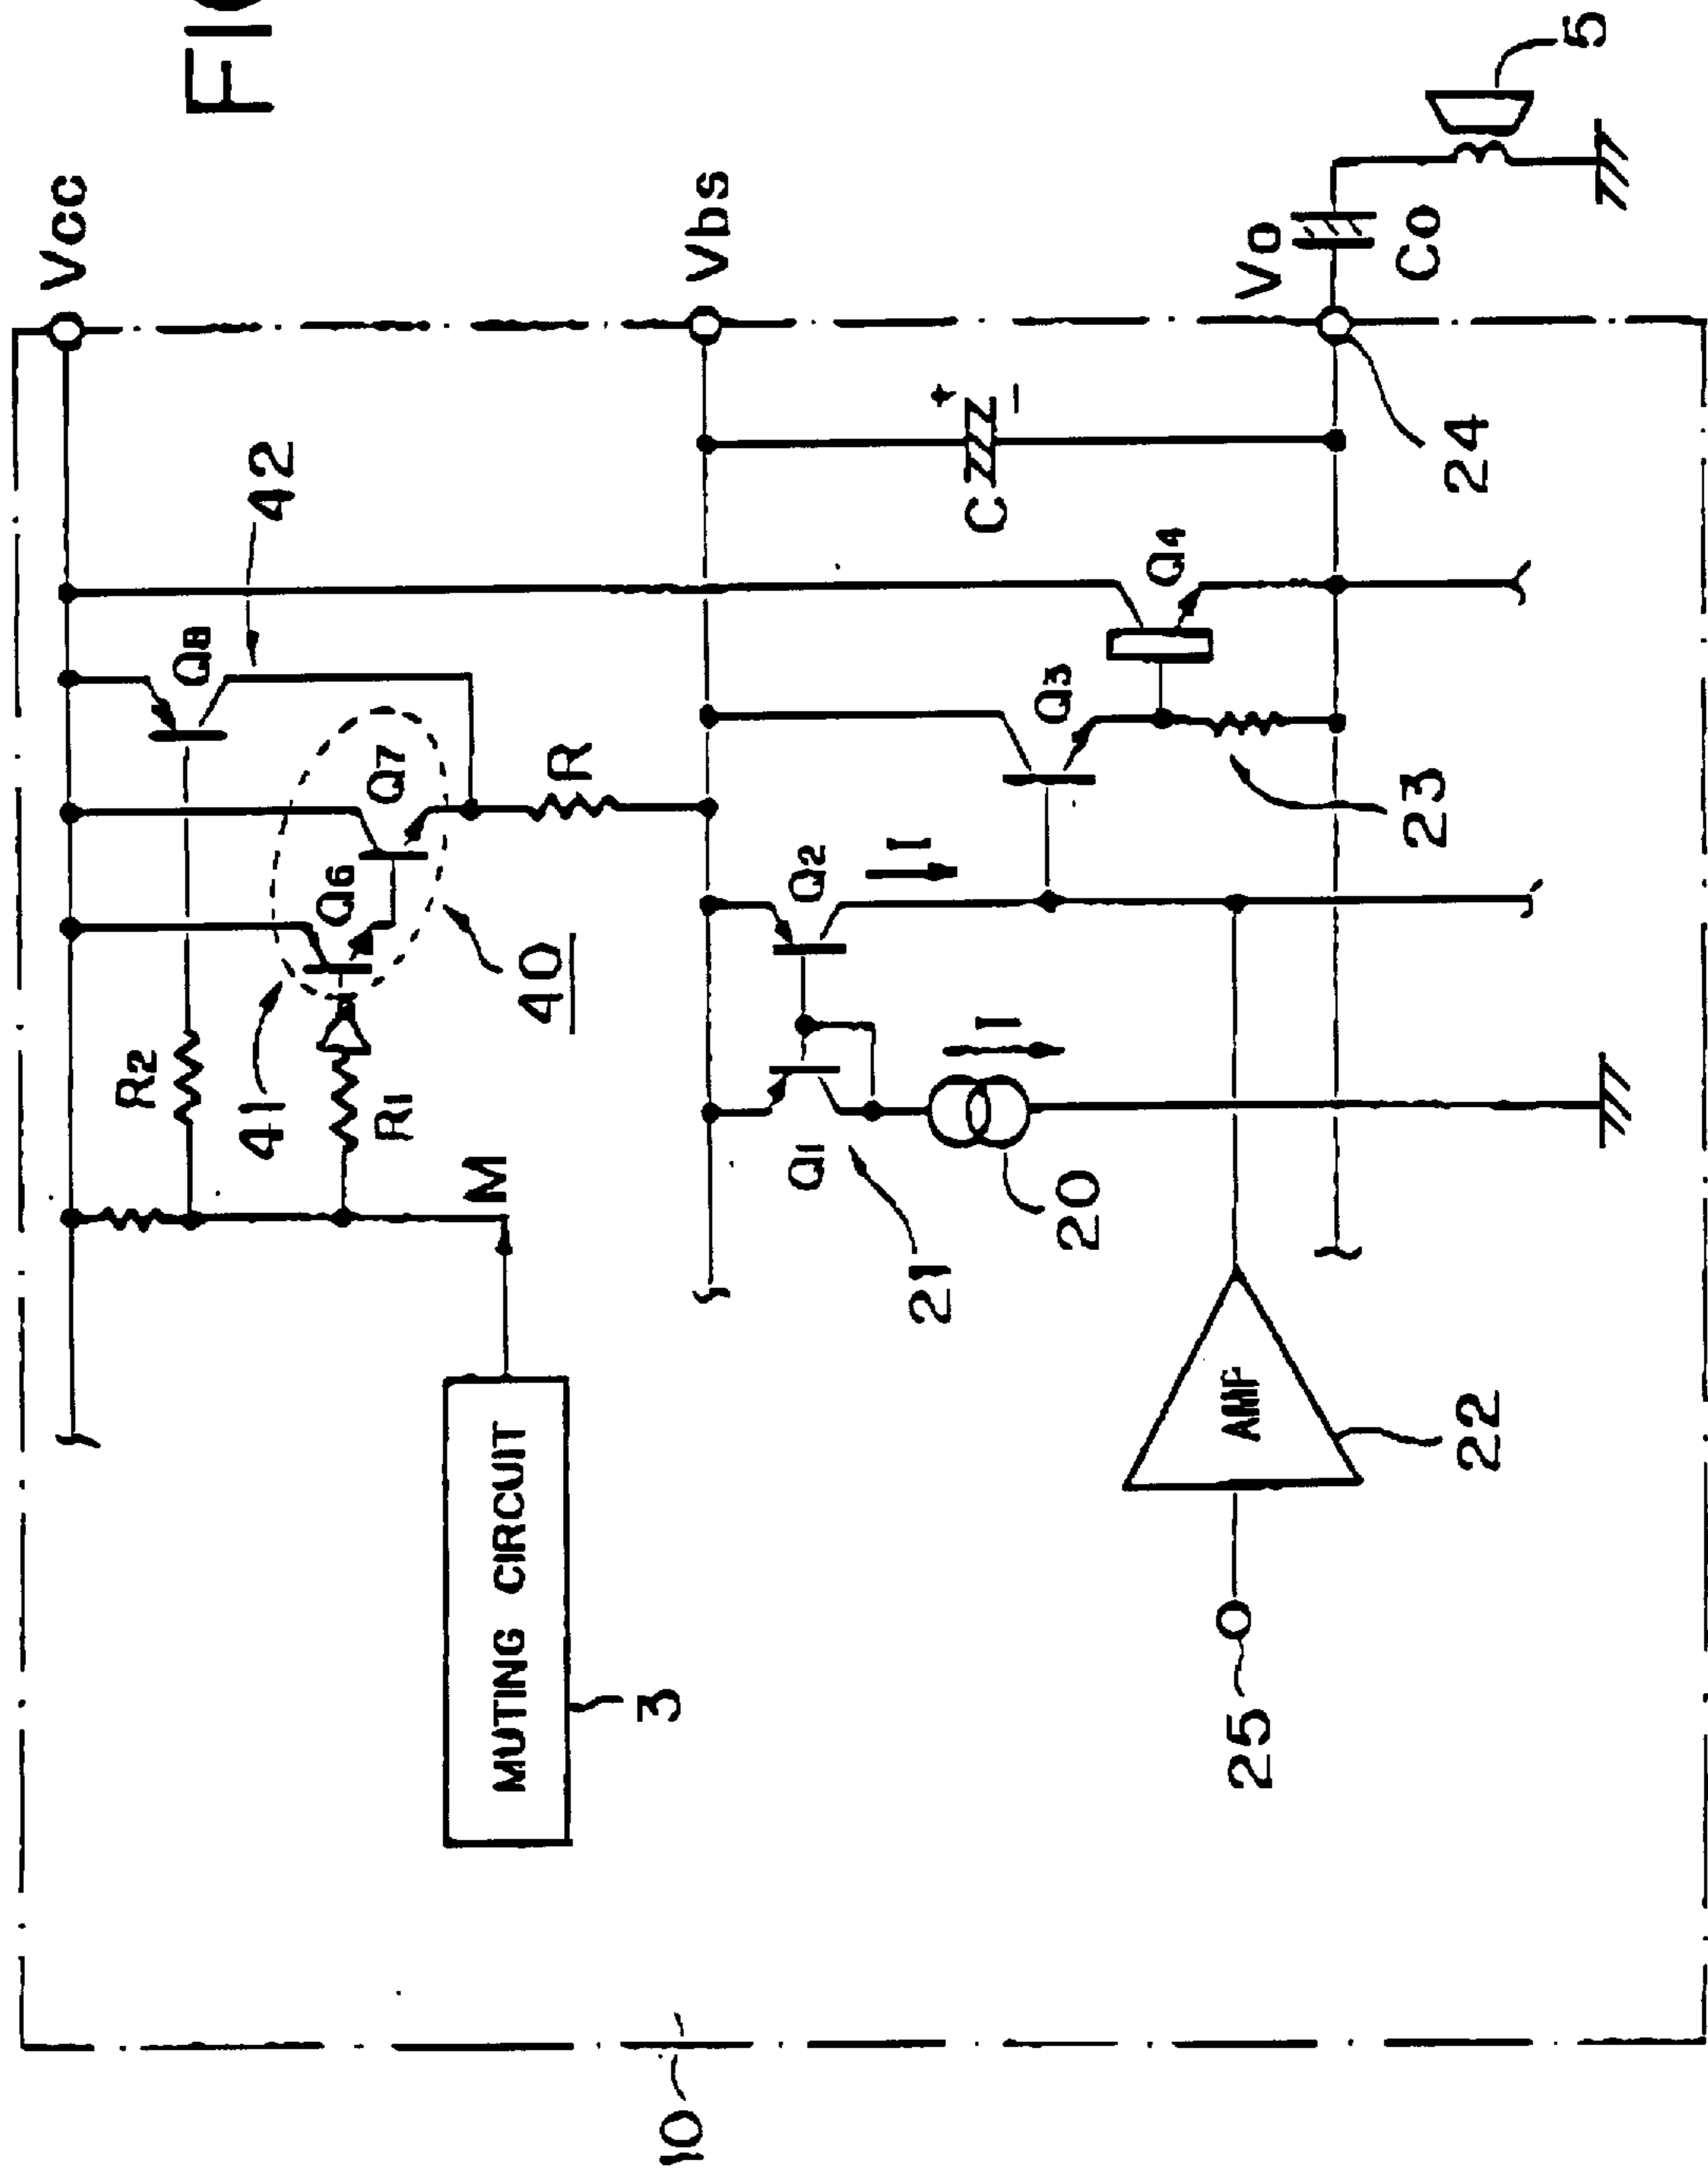 FIG
Vcc
42
Q8
R2
41
Q6
Q7
R1
40
M
R
MUTING CIRCUIT
3
10
Vbs
Q1
Q2
I
I
21
20
Q3
Q4
C
+
−
23
AMP
22
25
24
Vo
Co
5